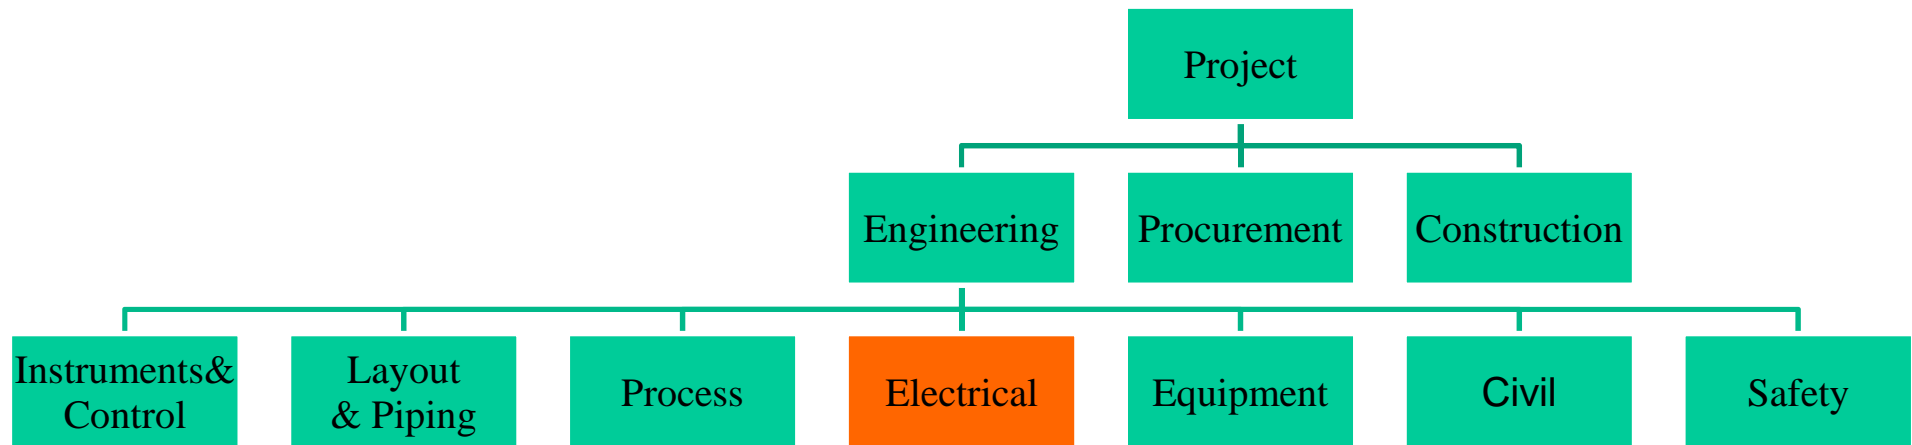 Project
Engineering
Procurement
Construction
Instruments&
Control
Layout
& Piping
Process
Electrical
Equipment
Civil
Safety